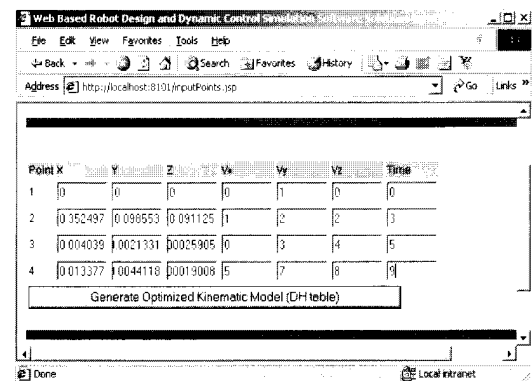 Web Based Robot Design and Dynamic Control Simulation Software
File Edit View Favorites Tools Help
Back Search Favorites History Go Links »
Address http://localhost:8101/inputPoints.jsp
Point X Y Z Vx Vy Vz Time
1 0 0 0 0 1 0 0
2 0.352497 0.098553 0.091125 1 2 2 3
3 0.004039 0.0021331 00025905 0 3 4 5
4 0.013377 0.0044118 00019008 5 7 8 9
Generate Optimized Kinematic Model (DH table)
Done Local intranet